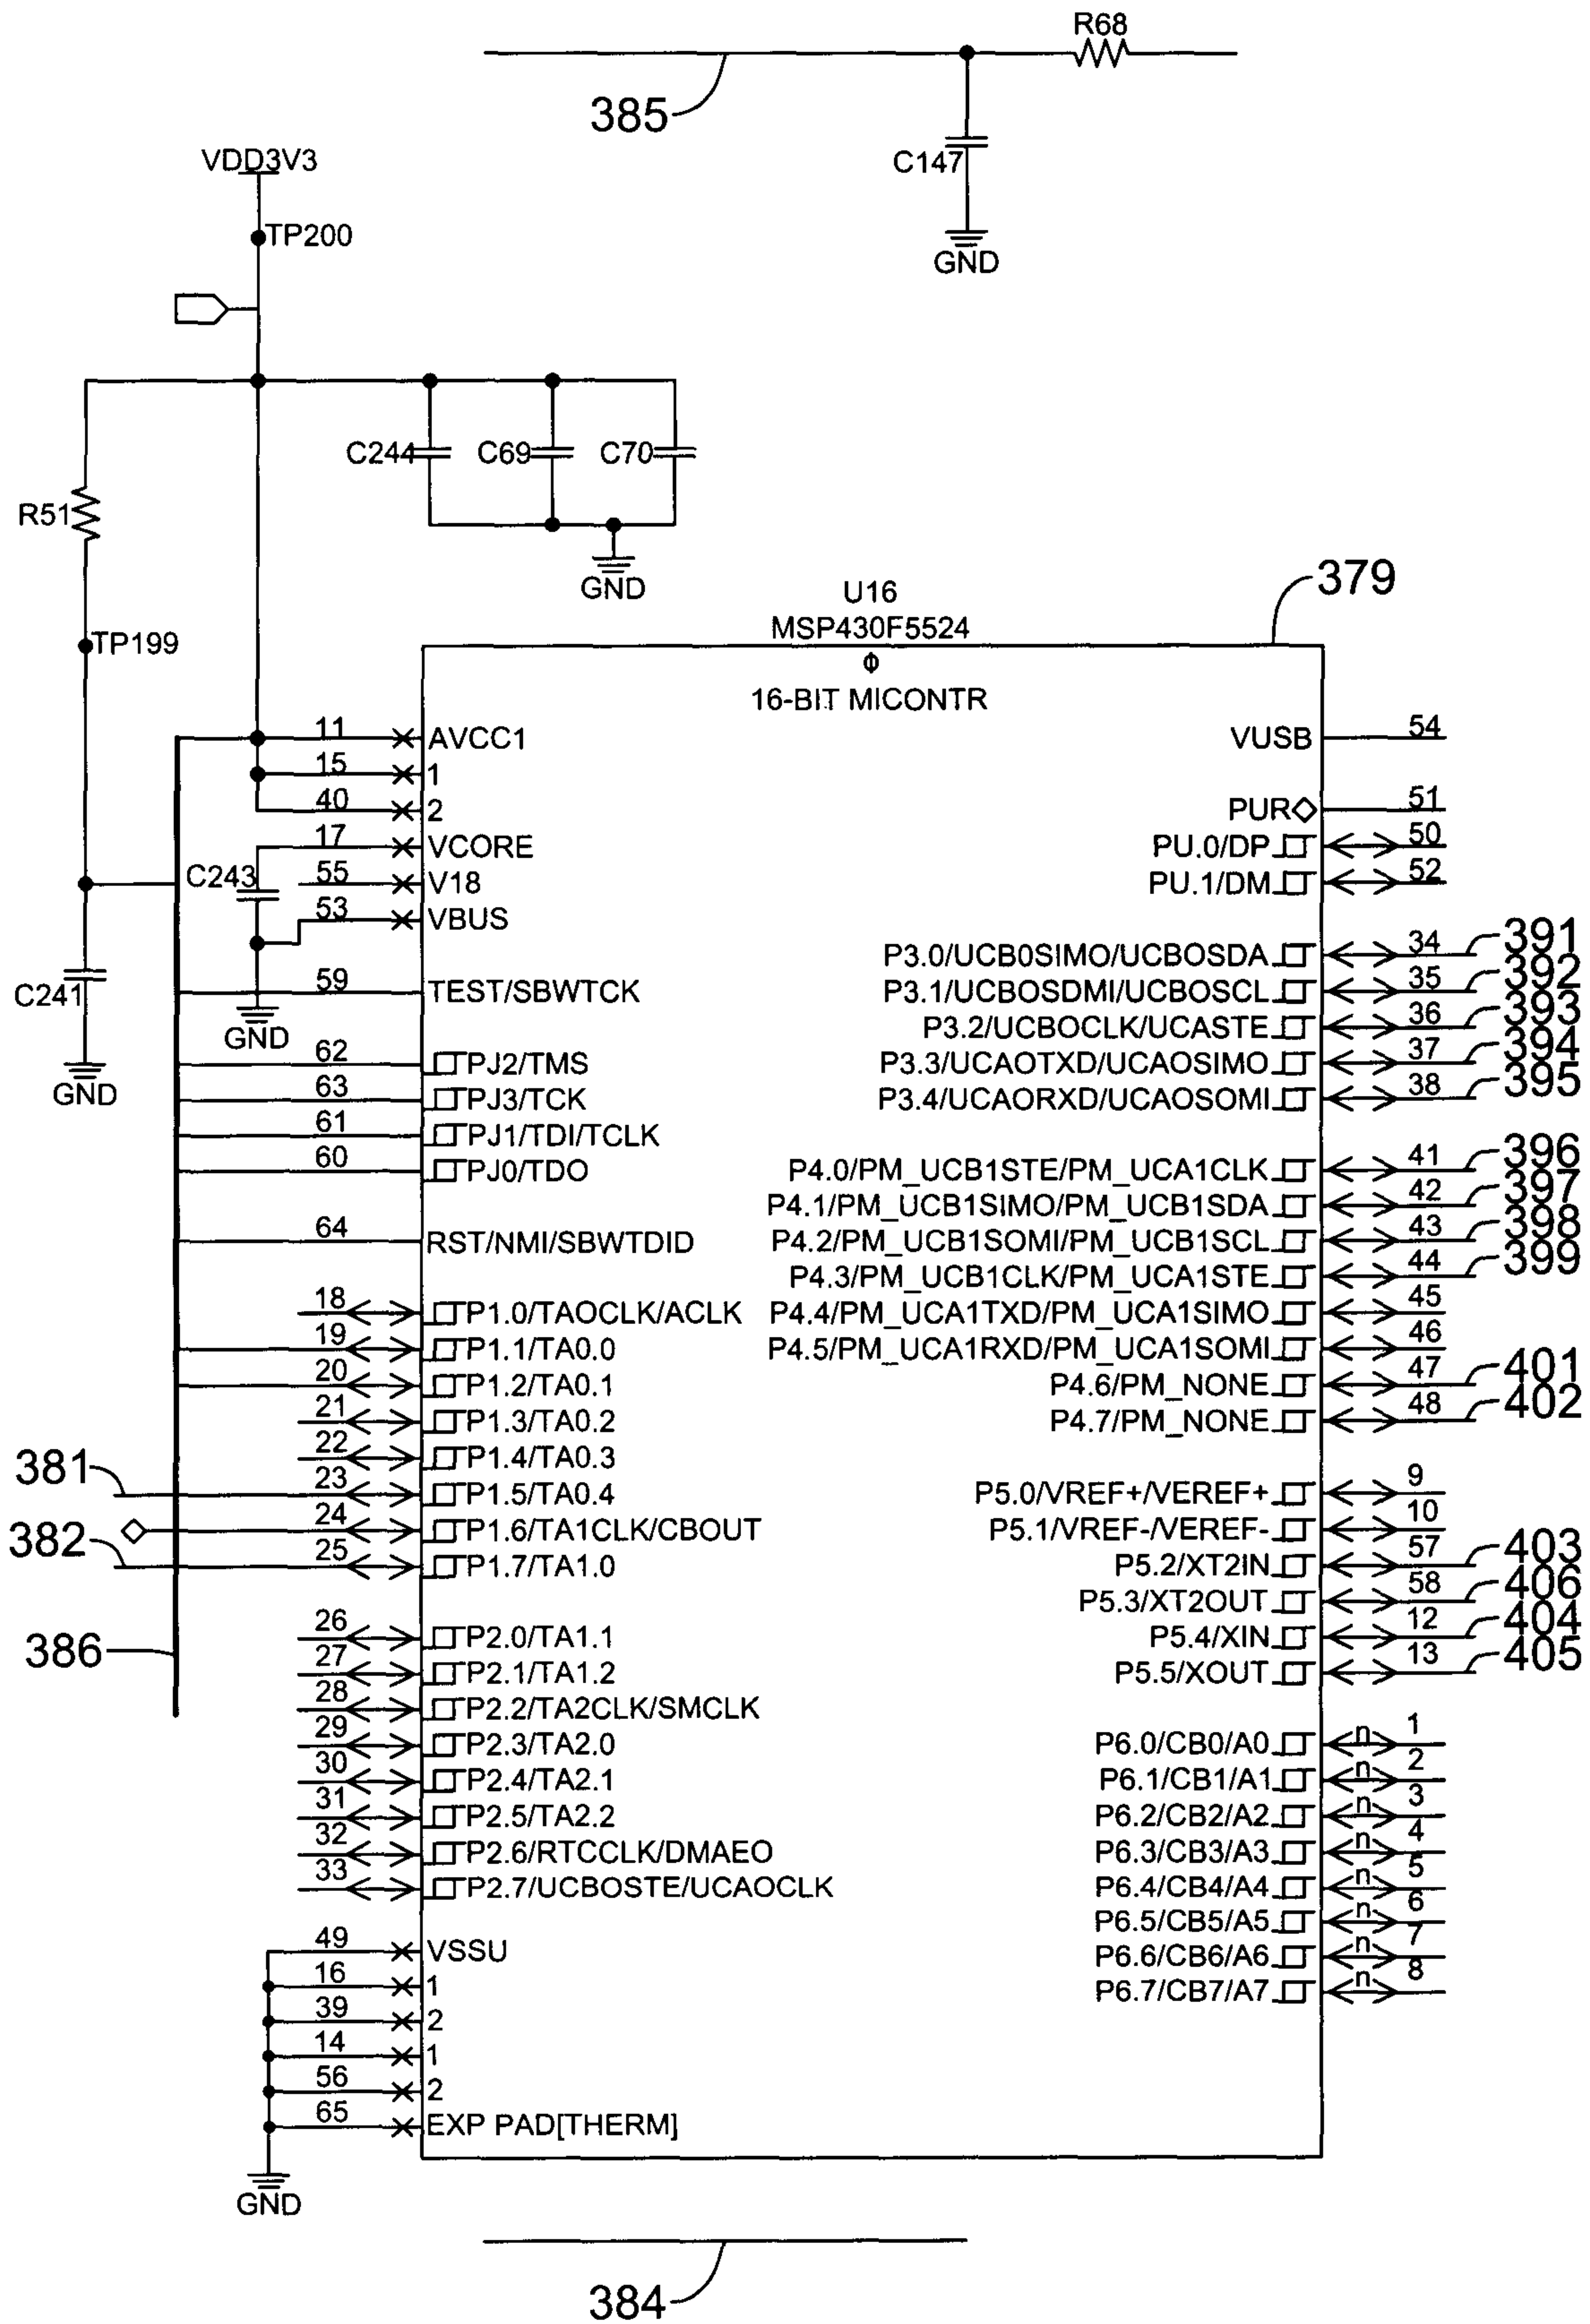 R68
385
C147
GND
VDD3V3
TP200
C244 C69 C70
R51
GND
TP199
379
U16
MSP430F5524
Φ
16-BIT MICONTR
11 AVCC1
15 1
40 2
17 VCORE
C243
55 V18
53 VBUS
C241
59 TEST/SBWTCK
GND
GND
62 PJ2/TMS
63 PJ3/TCK
61 PJ1/TDI/TCLK
60 PJ0/TDO
64 RST/NMI/SBWTDID
18 P1.0/TAOCLK/ACLK
19 P1.1/TA0.0
20 P1.2/TA0.1
21 P1.3/TA0.2
22 P1.4/TA0.3
381 23 P1.5/TA0.4
24 P1.6/TA1CLK/CBOUT
382 25 P1.7/TA1.0
386
26 P2.0/TA1.1
27 P2.1/TA1.2
28 P2.2/TA2CLK/SMCLK
29 P2.3/TA2.0
30 P2.4/TA2.1
31 P2.5/TA2.2
32 P2.6/RTCCLK/DMAEO
33 P2.7/UCBOSTE/UCAOCLK
49 VSSU
16 1
39 2
14 1
56 2
65 EXP PAD[THERM]
GND
VUSB 54
PUR 51
PU.0/DP 50
PU.1/DM 52
P3.0/UCB0SIMO/UCBOSDA 34 391
P3.1/UCBOSDMI/UCBOSCL 35 392
P3.2/UCBOCLK/UCASTE 36 393
P3.3/UCAOTXD/UCAOSIMO 37 394
P3.4/UCAORXD/UCAOSOMI 38 395
P4.0/PM_UCB1STE/PM_UCA1CLK 41 396
P4.1/PM_UCB1SIMO/PM_UCB1SDA 42 397
P4.2/PM_UCB1SOMI/PM_UCB1SCL 43 398
P4.3/PM_UCB1CLK/PM_UCA1STE 44 399
P4.4/PM_UCA1TXD/PM_UCA1SIMO 45
P4.5/PM_UCA1RXD/PM_UCA1SOMI 46
P4.6/PM_NONE 47 401
P4.7/PM_NONE 48 402
P5.0/VREF+/VEREF+ 9
P5.1/VREF-/VEREF- 10
P5.2/XT2IN 57 403
P5.3/XT2OUT 58 406
P5.4/XIN 12 404
P5.5/XOUT 13 405
P6.0/CB0/A0 n 1
P6.1/CB1/A1 n 2
P6.2/CB2/A2 n 3
P6.3/CB3/A3 n 4
P6.4/CB4/A4 n 5
P6.5/CB5/A5 n 6
P6.6/CB6/A6 n 7
P6.7/CB7/A7 n 8
384